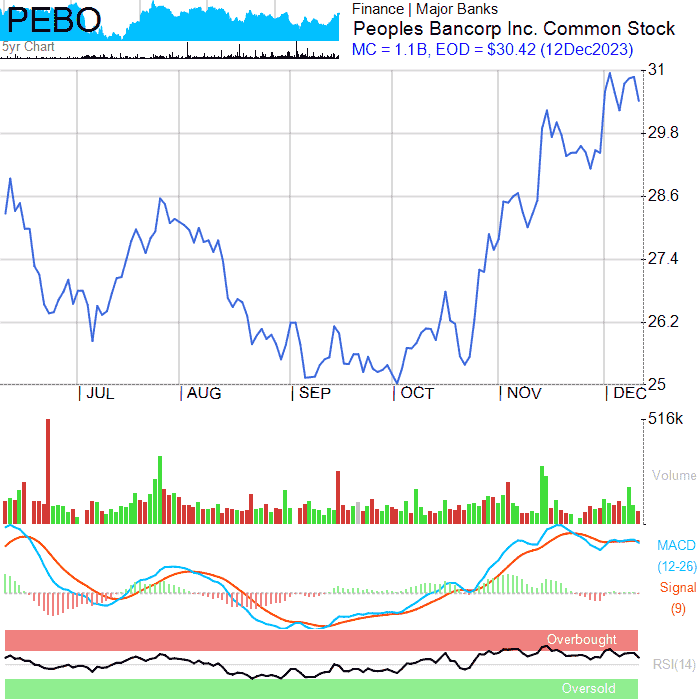 PEBO
5yr Chart
Finance | Major Banks
Peoples Bancorp Inc. Common Stock
MC = 1.1B, EOD = $30.42 (12Dec2023)
31
29.8
28.6
27.4
26.2
25
JUL
AUG
SEP
OCT
NOV
DEC
516k
Volume
MACD
(12-26)
Signal
(9)
Overbought
RSI(14)
Oversold